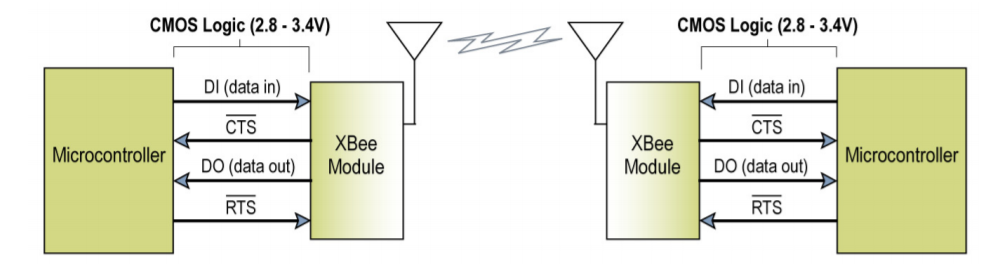 CMOS Logic (2.8 - 3.4V)
CMOS Logic (2.8 - 3.4V)
DI (data in)
CTS
DO (data out)
RTS
Microcontroller
XBee
Module
DI (data in)
CTS
DO (data out)
RTS
XBee
Module
Microcontroller